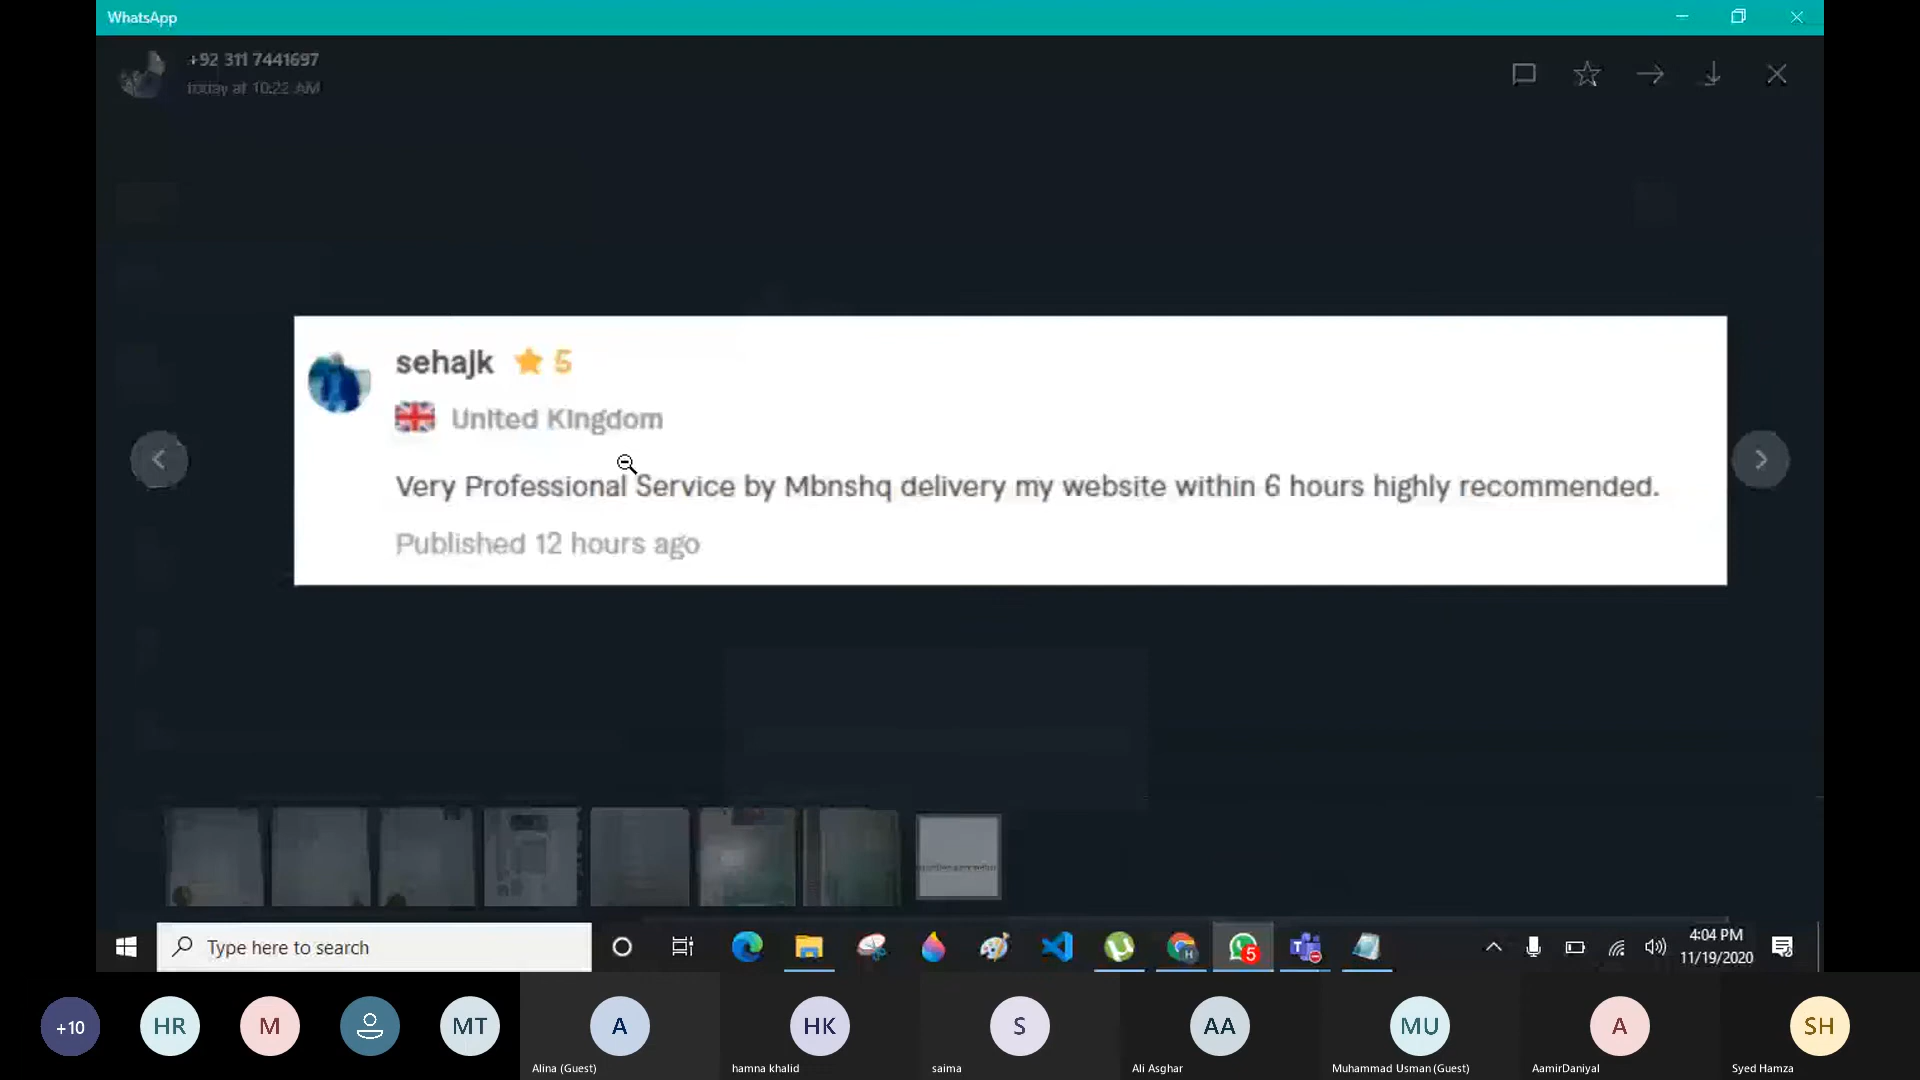 WhatsApp
+92 311 7441697
today at 10:22 AM
sehajk 5
United Kingdom
Very Professional Service by Mbnshq delivery my website within 6 hours highly recommended.
Published 12 hours ago
Type here to search
H
5
4:04 PM
11/19/2020
+10
HR
M
MT
A
HK
S
AA
MU
A
SH
Alina (Guest)
hamna khalid
saima
Ali Asghar
Muhammad Usman (Guest)
AamirDaniyal
Syed Hamza